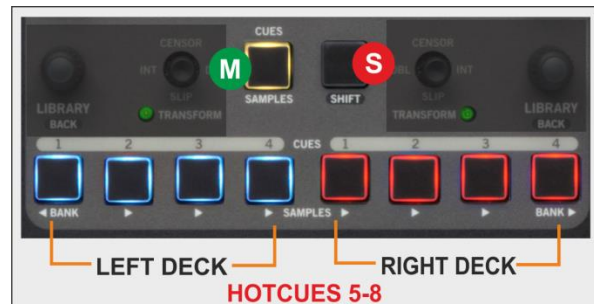 CUES
CENSOR
CENSOR
INT
M
S
DBL
INT
SLIP
SAMPLES
SHIFT
SLIP
LIBRARY
BACK
TRANSFORM
TRANSFORM
LIBRARY
BACK
1 2 3 4 CUES 1 2 3 4
◄ BANK ► ► ► SAMPLES ► ► ► BANK ►
LEFT DECK
RIGHT DECK
HOTCUES 5-8